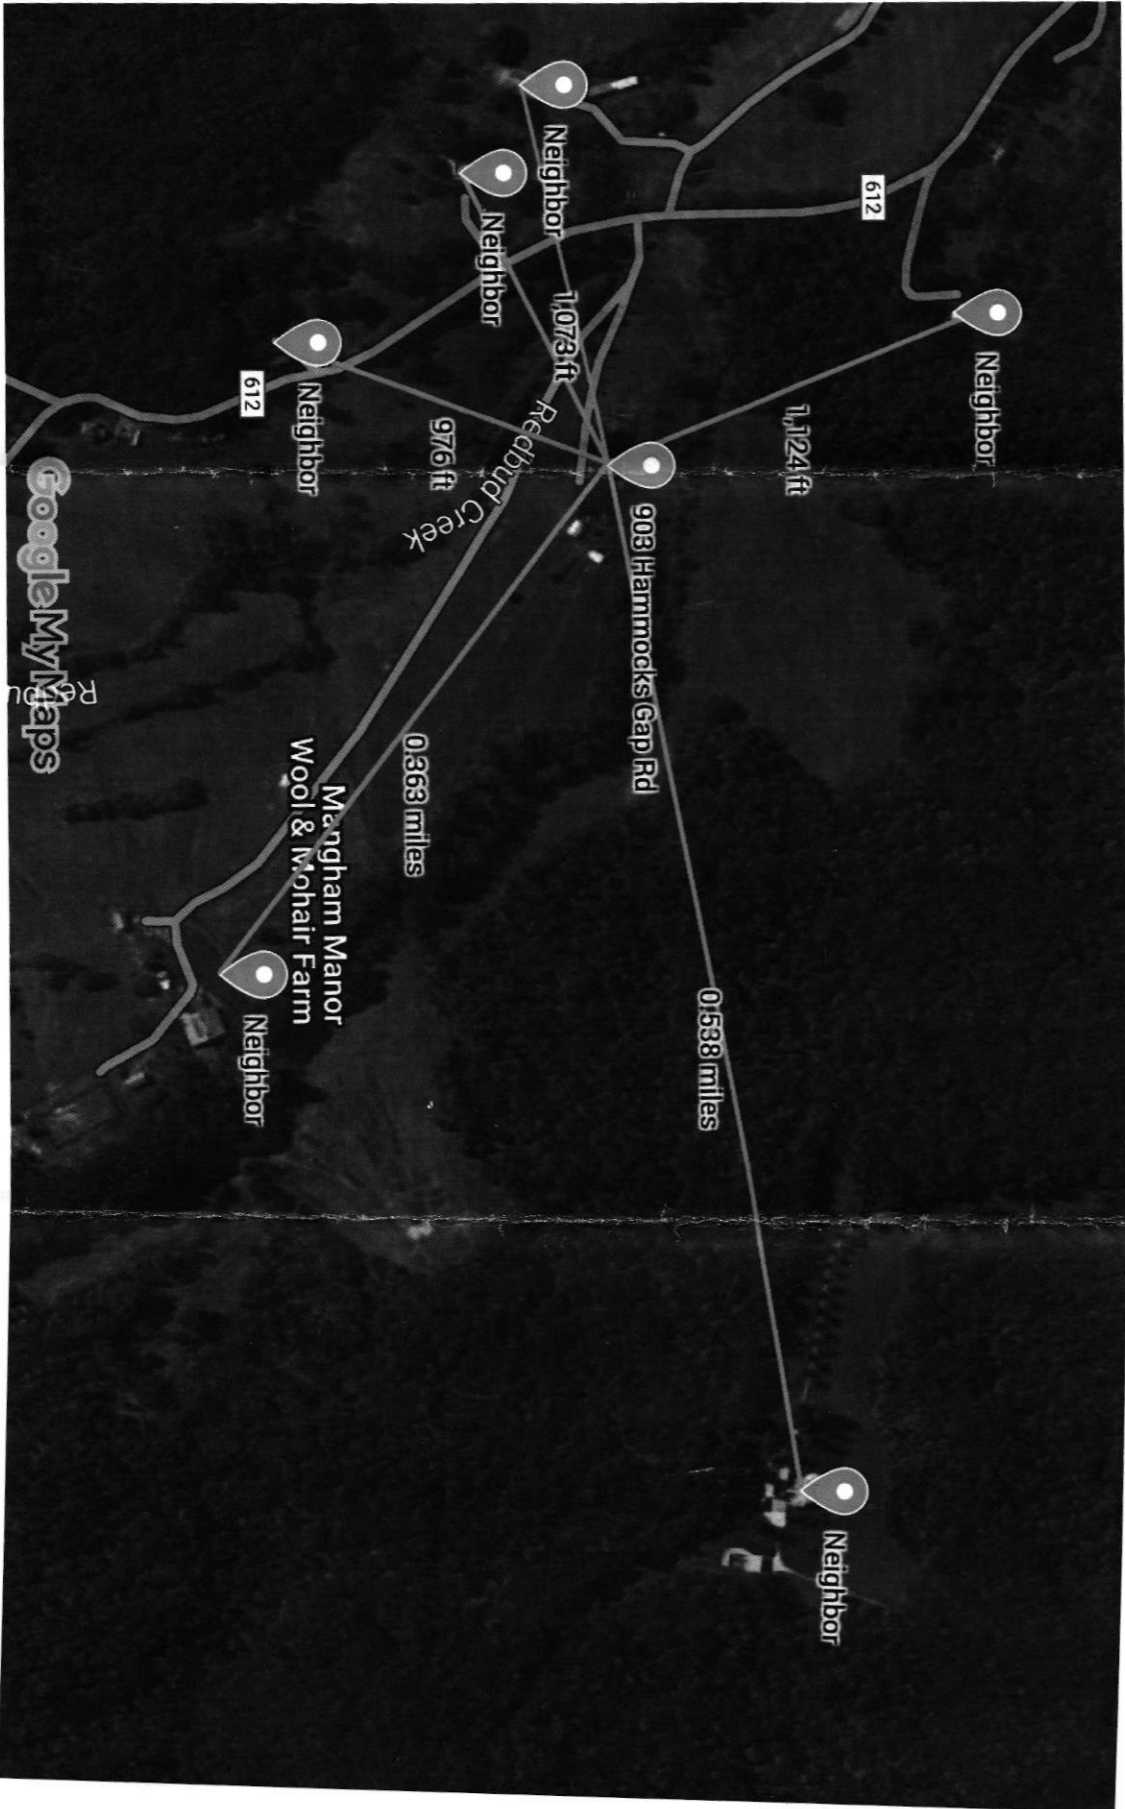 Neighbor
612
Neighbor
1,124 ft
0.538 miles
903 Hammocks Gap Rd
Neighbor
1,073 ft
Neighbor
Redbud Creek
976 ft
0.363 miles
Mangham Manor
Wool & Mohair Farm
Neighbor
612
Neighbor
Redbu
Google My Maps